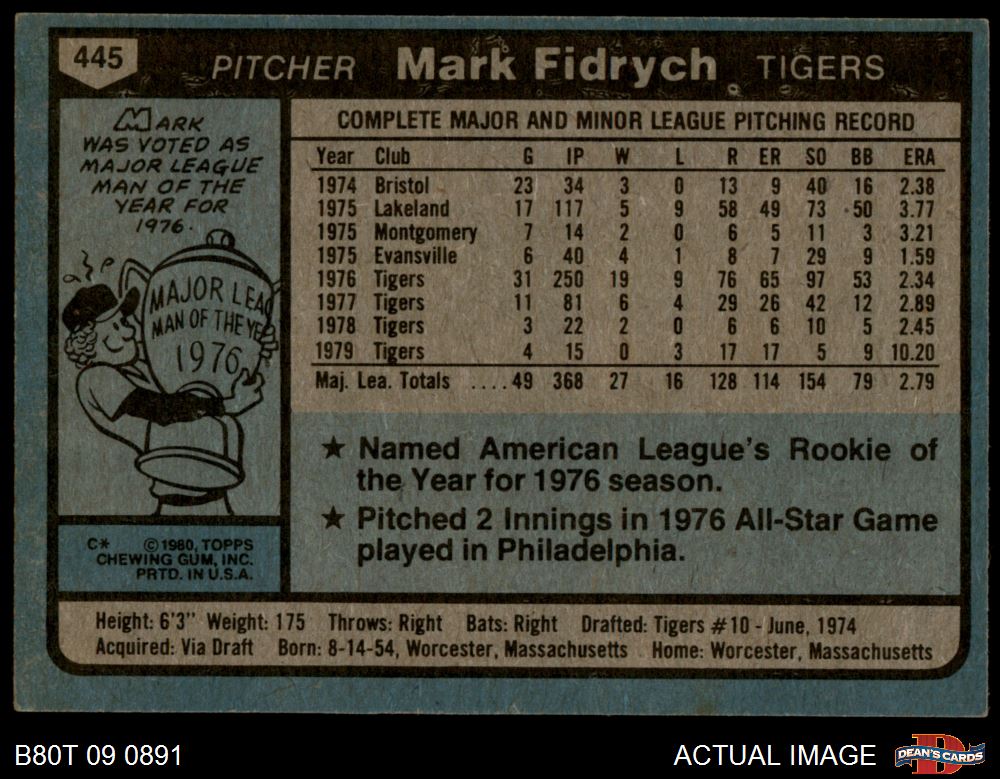 445 PITCHER Mark Fidrych TIGERS
MARK
WAS VOTED AS
MAJOR LEAGUE
MAN OF THE
YEAR FOR
1976.
MAJOR LEAG
MAN OF THE YE
1976
C* © 1980, TOPPS
CHEWING GUM, INC.
PRTD. IN U.S.A.
COMPLETE MAJOR AND MINOR LEAGUE PITCHING RECORD
Year Club G IP W L R ER SO BB ERA
1974 Bristol 23 34 3 0 13 9 40 16 2.38
1975 Lakeland 17 117 5 9 58 49 73 50 3.77
1975 Montgomery 7 14 2 0 6 5 11 3 3.21
1975 Evansville 6 40 4 1 8 7 29 9 1.59
1976 Tigers 31 250 19 9 76 65 97 53 2.34
1977 Tigers 11 81 6 4 29 26 42 12 2.89
1978 Tigers 3 22 2 0 6 6 10 5 2.45
1979 Tigers 4 15 0 3 17 17 5 9 10.20
Maj. Lea. Totals ....49 368 27 16 128 114 154 79 2.79
★ Named American League's Rookie of
the Year for 1976 season.
★ Pitched 2 Innings in 1976 All-Star Game
played in Philadelphia.
Height: 6'3" Weight: 175 Throws: Right Bats: Right Drafted: Tigers #10 - June, 1974
Acquired: Via Draft Born: 8-14-54, Worcester, Massachusetts Home: Worcester, Massachusetts
B80T 09 0891 ACTUAL IMAGE DEAN'S CARDS